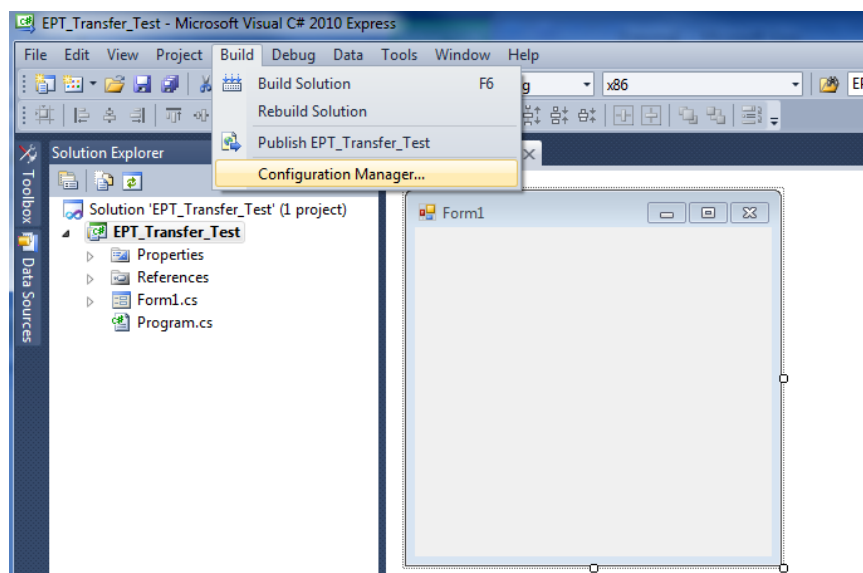 EPT_Transfer_Test - Microsoft Visual C# 2010 Express
File Edit View Project Build Debug Data Tools Window Help
Build Solution F6
x86
Rebuild Solution
Publish EPT_Transfer_Test
Configuration Manager...
Solution Explorer
Toolbox
Data Sources
Solution 'EPT_Transfer_Test' (1 project)
EPT_Transfer_Test
Properties
References
Form1.cs
Program.cs
Form1